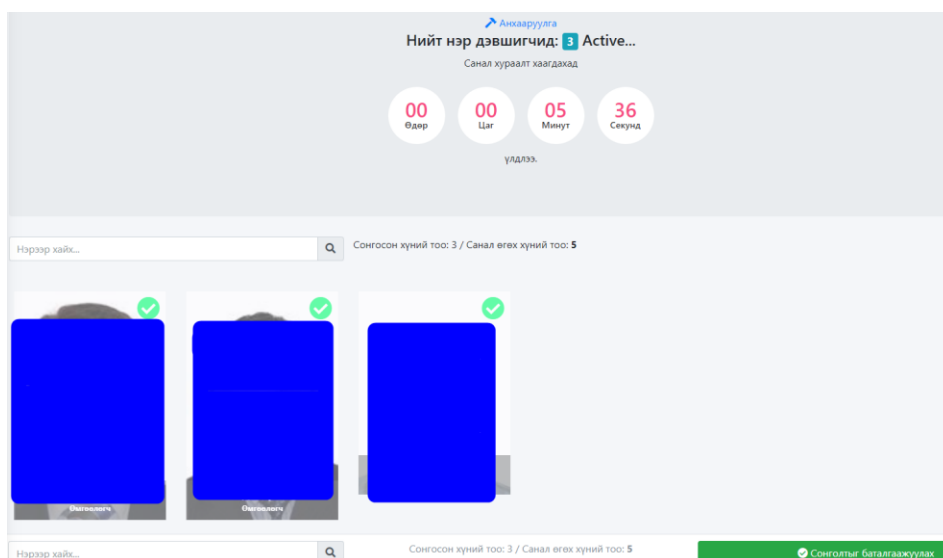 Анхааруулга
Нийт нэр дэвшигчид: 3 Active...
Санал хураалт хаагдахад
00 00 05 36
Өдөр Цаг Минут Секунд
үлдлээ.
Нэрээр хайх... Сонгосон хүний тоо: 3 / Санал өгөх хүний тоо: 5
Өмгөөлөгч Өмгөөлөгч
Нэрээр хайх... Сонгосон хүний тоо: 3 / Санал өгөх хүний тоо: 5 Сонголтыг баталгаажуулах